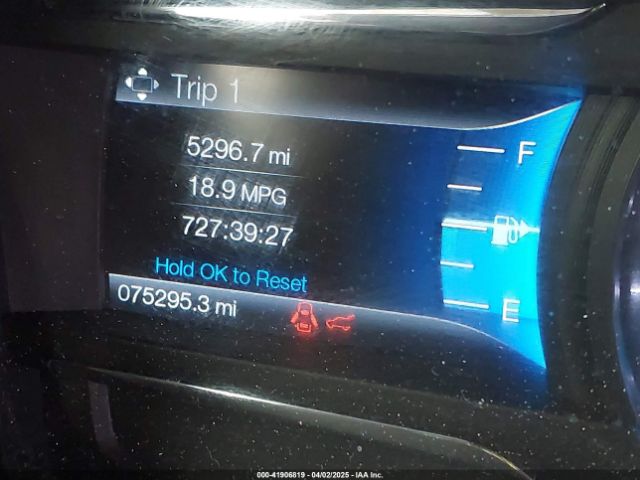 Trip 1
5296.7 mi
18.9 MPG
727:39:27
Hold OK to Reset
075295.3 mi
F
E
000-41906819 - 04/02/2025 - IAA Inc.